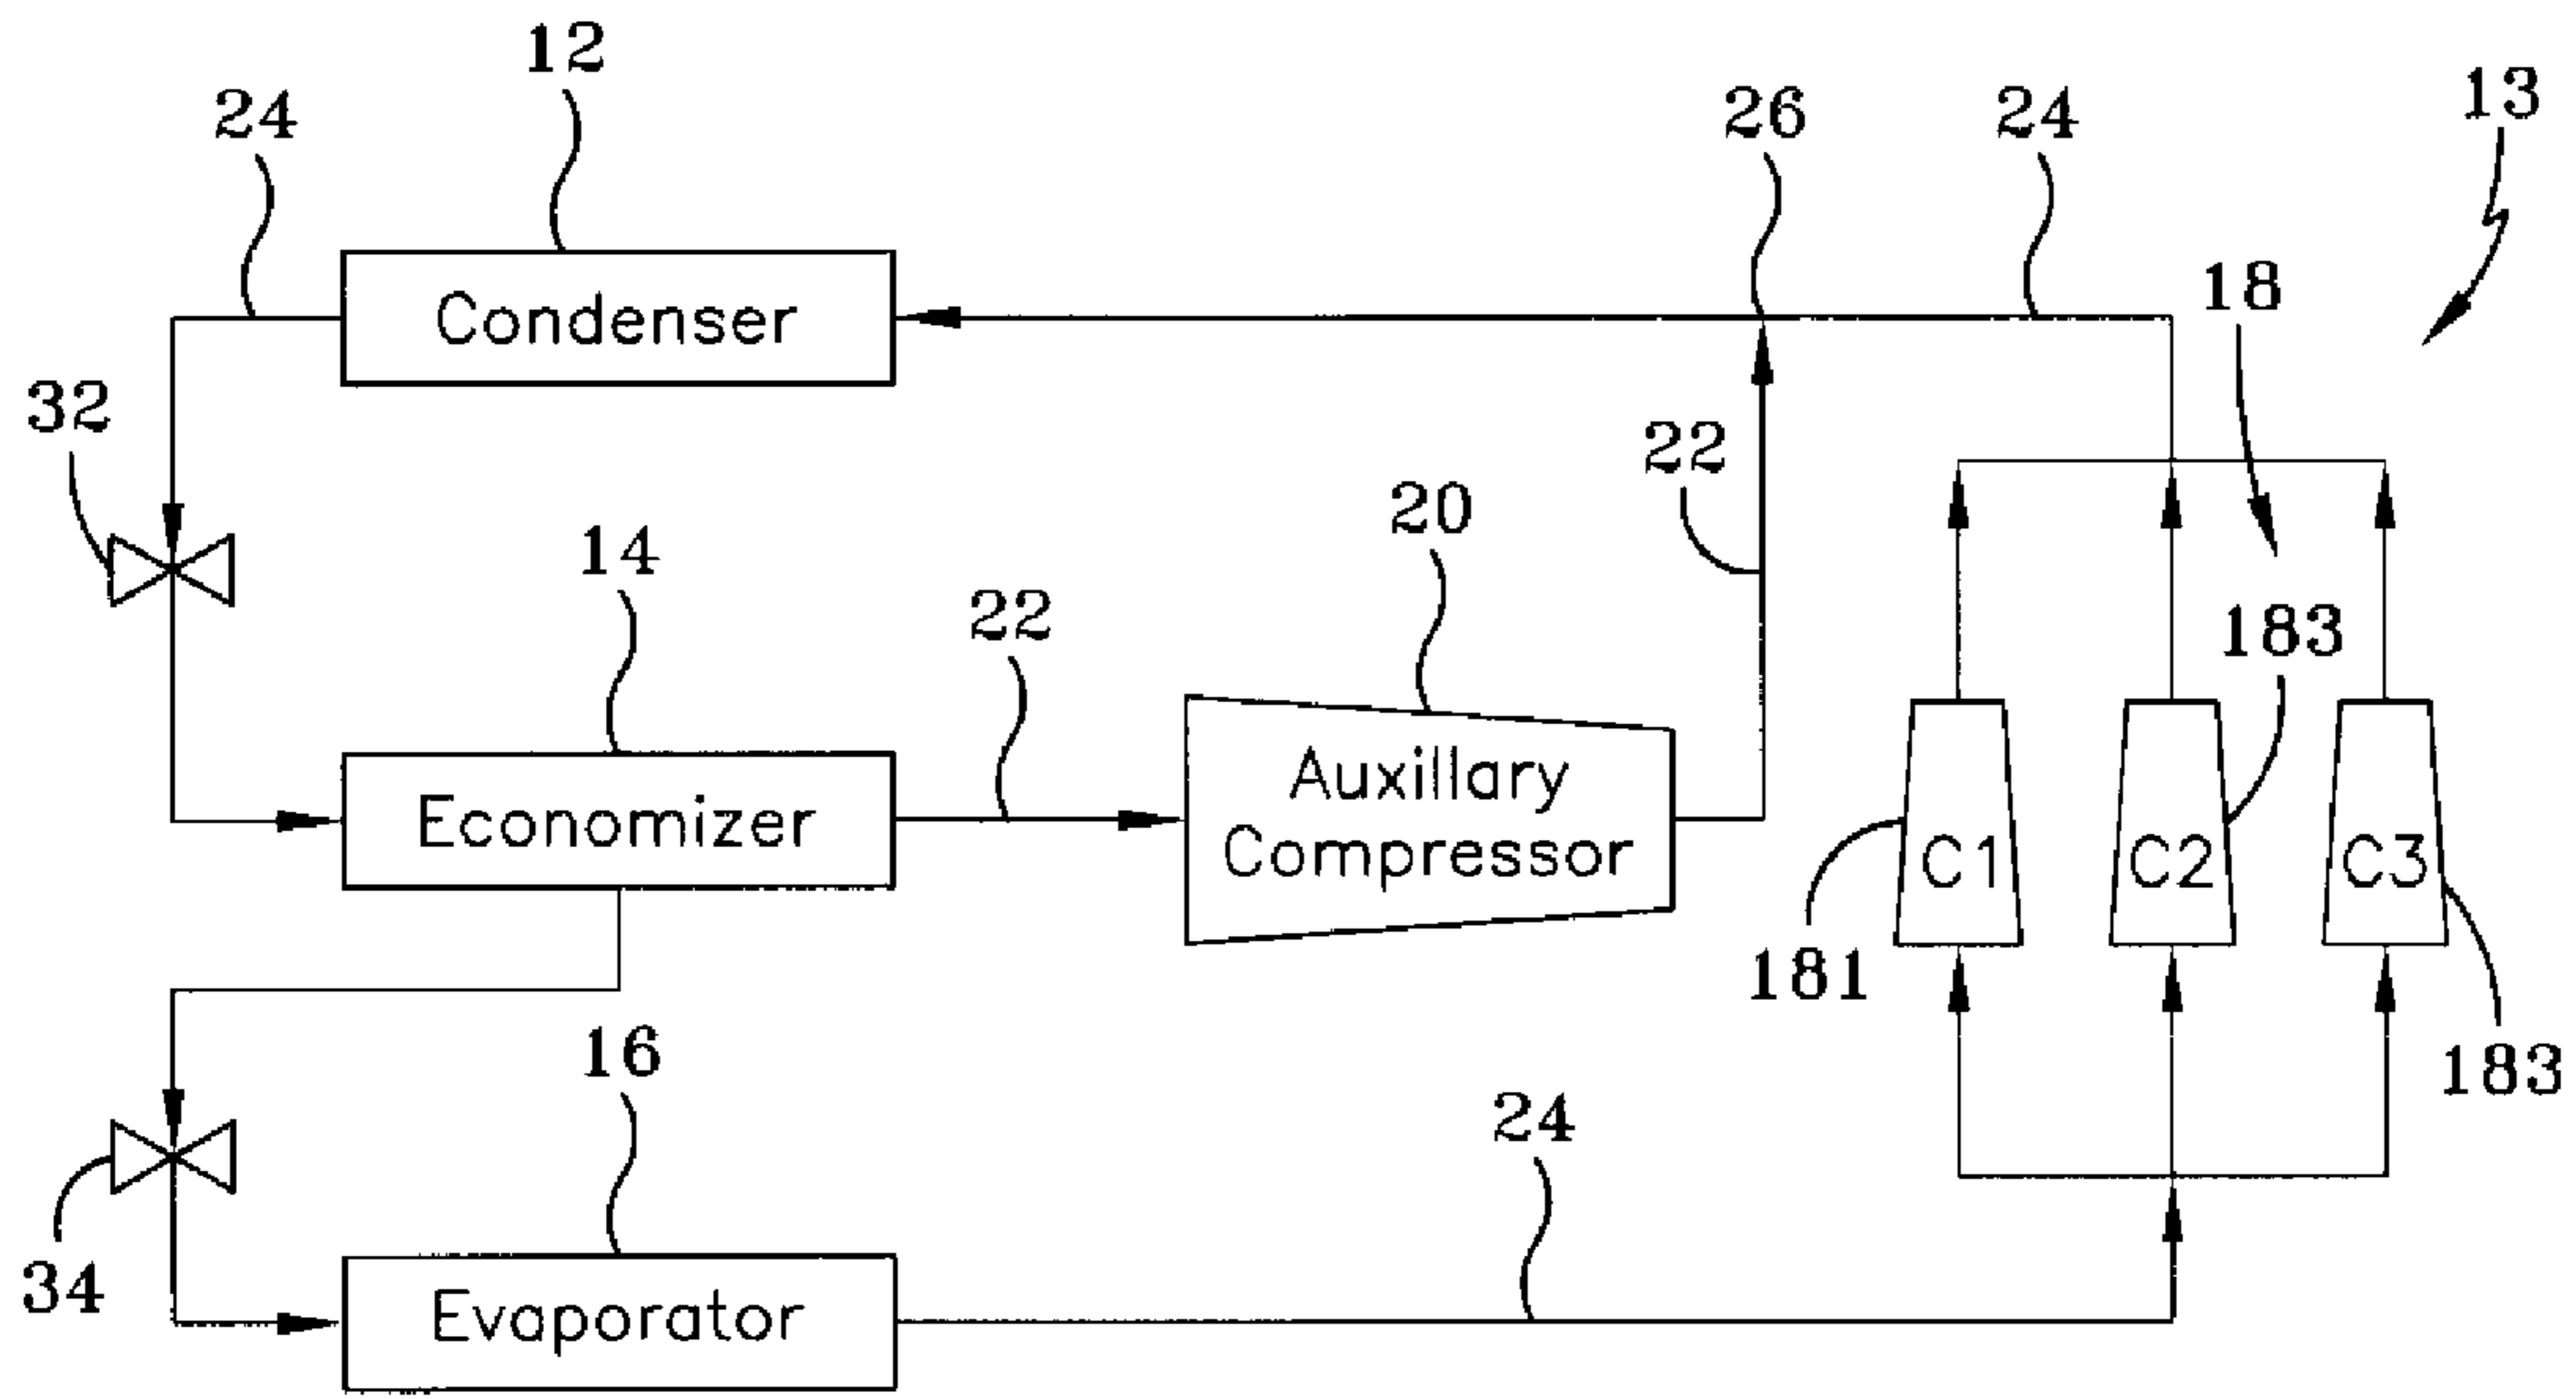 12
24
26
24
13
18
Condenser
32
22
20
14
22
183
Auxillary
Compressor
Economizer
C1
C2
C3
181
183
16
24
34
Evaporator